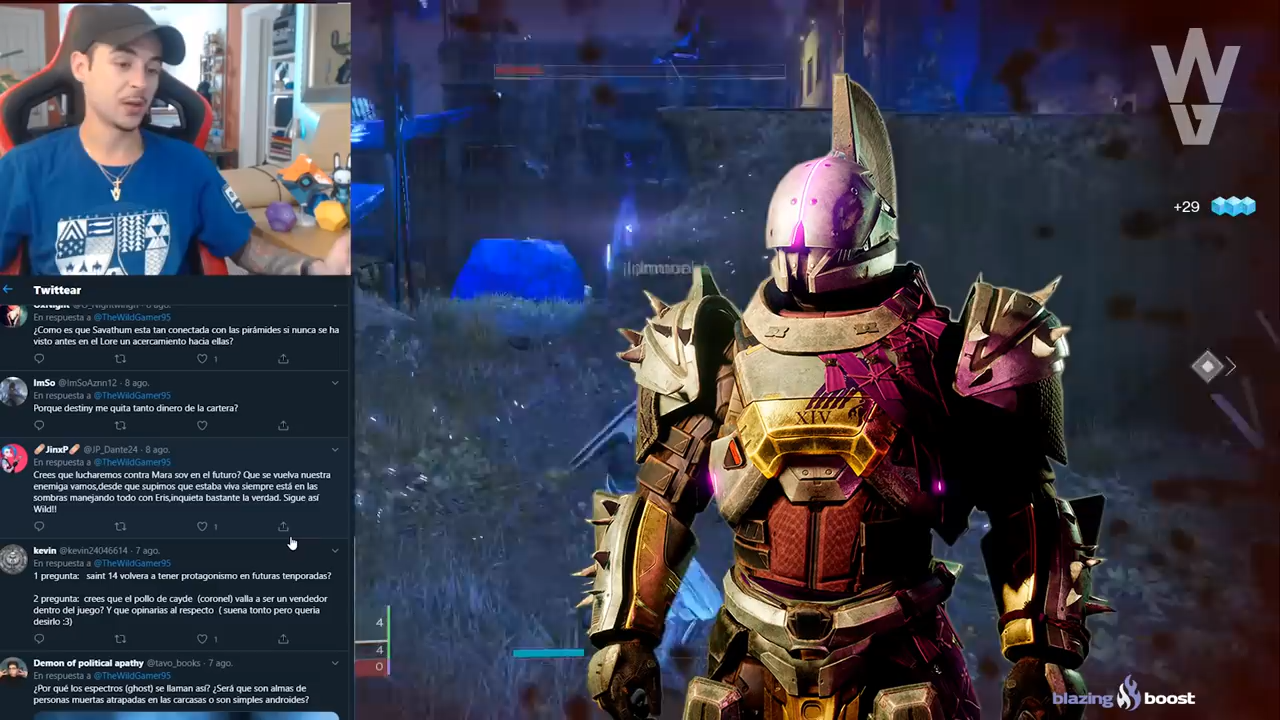 Twittear
En respuesta a @TheWildGamer95
¿Como es que Savathum esta tan conectada con las pirámides si nunca se ha
visto antes en el Lore un acercamiento hacia ellas?
1
ImSo @ImSoAznn12 · 8 ago.
En respuesta a @TheWildGamer95
Porque destiny me quita tanto dinero de la cartera?
JinxP @JP_Dante24 · 8 ago.
En respuesta a @TheWildGamer95
Crees que lucharemos contra Mara sov en el futuro? Que se vuelva nuestra
enemiga vamos,desde que supimos que estaba viva siempre está en las
sombras manejando todo con Eris,inquieta bastante la verdad. Sigue así
Wild!!
1
kevin @kevin24046614 · 7 ago.
En respuesta a @TheWildGamer95
1 pregunta: saint 14 volvera a tener protagonismo en futuras tenporadas?
2 pregunta: crees que el pollo de cayde (coronel) valla a ser un vendedor
dentro del juego? Y que opinarias al respecto ( suena tonto pero queria
desirlo :3)
1
Demon of political apathy @tavo_books · 7 ago.
En respuesta a @TheWildGamer95
¿Por qué los espectros (ghost) se llaman así? ¿Será que son almas de
personas muertas atrapadas en las carcasas o son simples androides?
WG
+29
XIV
4
4
0
blazing boost